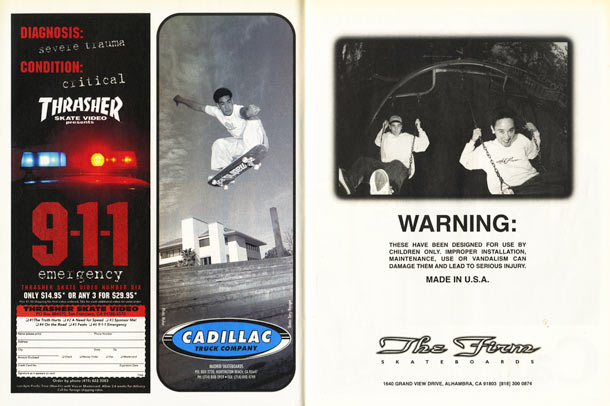 DIAGNOSIS:
severe trauma
CONDITION:
critical
THRASHER
SKATE VIDEO
presents
9-1-1
emergency
THRASHER SKATE VIDEO NUMBER SIX
ONLY $14.95* OR ANY 3 FOR $29.95*
THRASHER SKATE VIDEO
#1 The Truth Hurts #2 A Need for Speed #3 Sponsor Me!
#4 On the Road #5 Feats #6 9-1-1 Emergency
Order by phone (415) 822-3083
CADILLAC
TRUCK COMPANY
MADRID SKATEBOARDS
WARNING:
THESE HAVE BEEN DESIGNED FOR USE BY
CHILDREN ONLY. IMPROPER INSTALLATION,
MAINTENANCE, USE OR VANDALISM CAN
DAMAGE THEM AND LEAD TO SERIOUS INJURY.
MADE IN U.S.A.
The Firm
SKATEBOARDS
1640 GRAND VIEW DRIVE, ALHAMBRA, CA 91803 [818] 300 0874